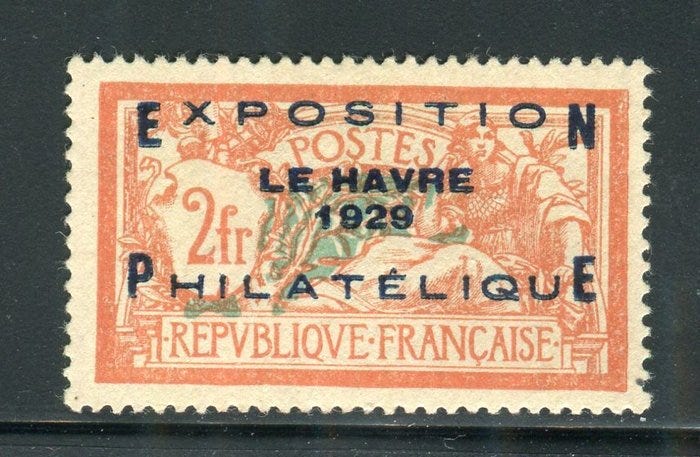 EXPOSITION
POSTES
LE HAVRE
1929
2fr
PHILATÉLIQUE
·REPVBLIQVE·FRANÇAISE·